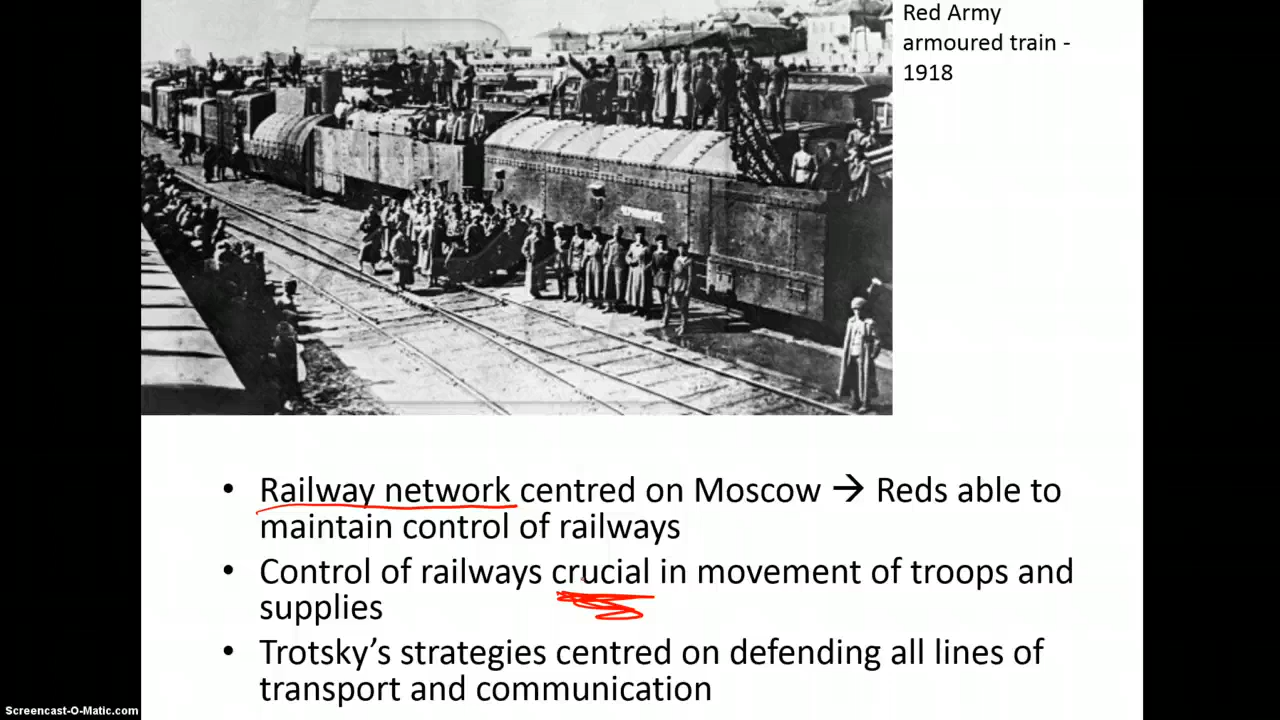 Red Army
armoured train -
1918
• Railway network centred on Moscow → Reds able to
maintain control of railways
• Control of railways crucial in movement of troops and
supplies
• Trotsky’s strategies centred on defending all lines of
transport and communication
Screencast-O-Matic.com